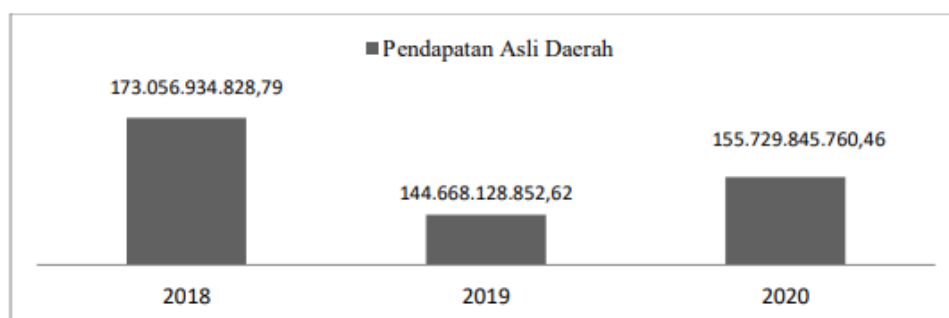 Pendapatan Asli Daerah
173.056.934.828,79
155.729.845.760,46
144.668.128.852,62
2018 2019 2020